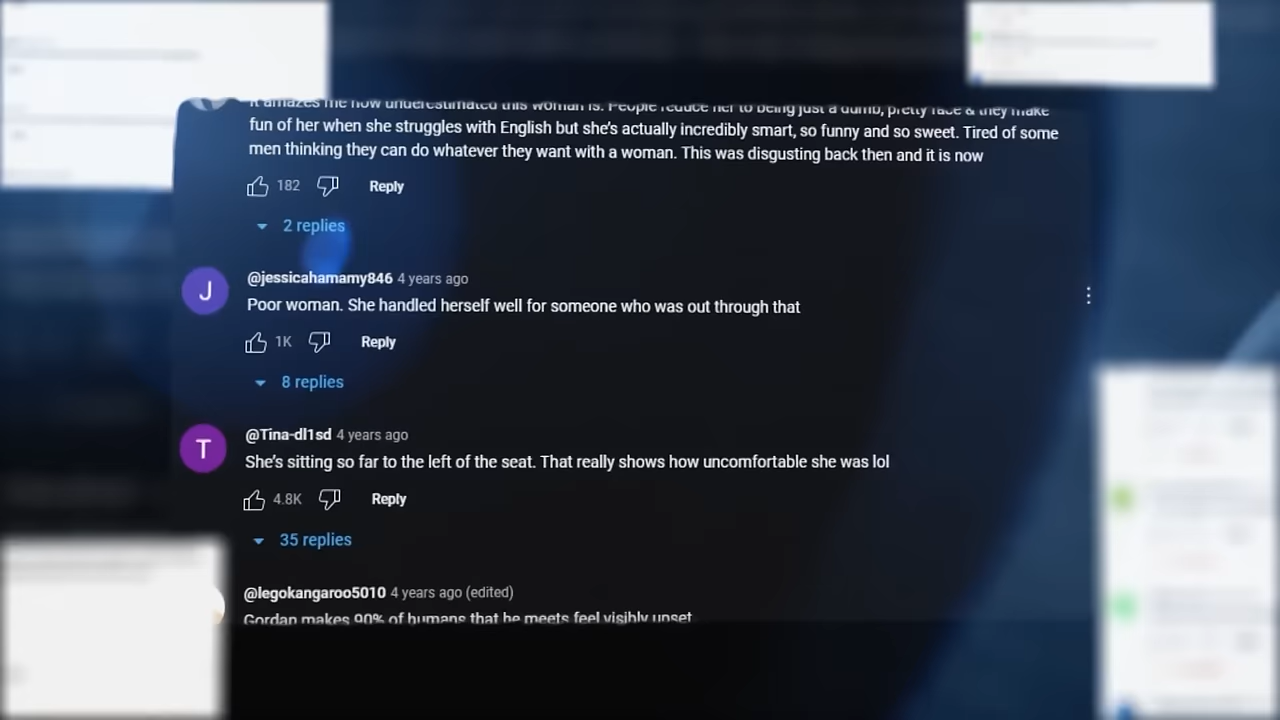 It amazes me how underestimated this woman is. People reduce her to being just a dumb, pretty face & they make
fun of her when she struggles with English but she's actually incredibly smart, so funny and so sweet. Tired of some
men thinking they can do whatever they want with a woman. This was disgusting back then and it is now
182 Reply
2 replies
J
@jessicahamamy846 4 years ago
Poor woman. She handled herself well for someone who was out through that
1K Reply
8 replies
T
@Tina-dl1sd 4 years ago
She's sitting so far to the left of the seat. That really shows how uncomfortable she was lol
4.8K Reply
35 replies
@legokangaroo5010 4 years ago (edited)
Gordan makes 90% of humans that he meets feel visibly upset